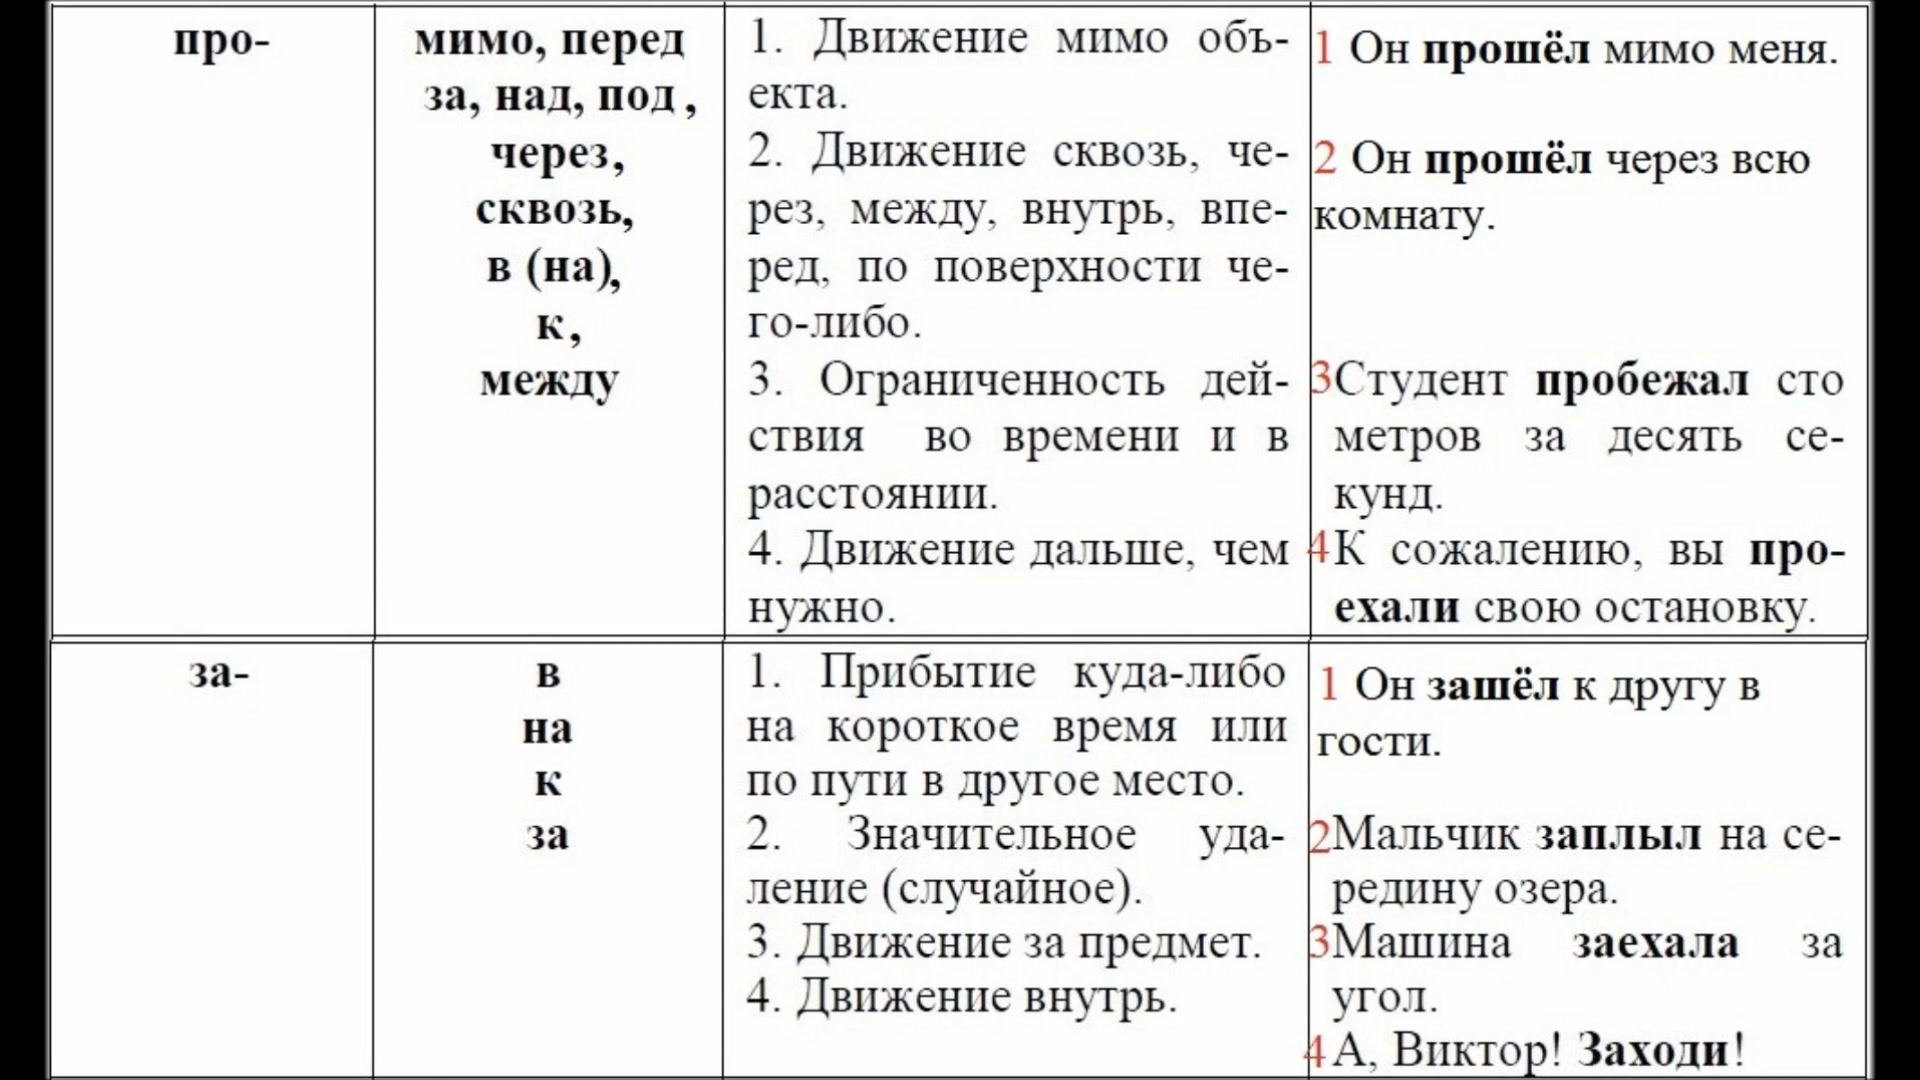 про-
мимо, перед
за, над, под ,
через,
сквозь,
в (на),
к ,
между
1. Движение мимо объ-
екта.
2. Движение сквозь, че-
рез, между, внутрь, впе-
ред, по поверхности че-
го-либо.
3. Ограниченность дей-
ствия во времени и в
расстоянии.
4. Движение дальше, чем
нужно.
1 Он прошёл мимо меня.
2 Он прошёл через всю
комнату.
3Студент пробежал сто
метров за десять се-
кунд.
4К сожалению, вы про-
ехали свою остановку.
за-
в
на
к
за
1. Прибытие куда-либо
на короткое время или
по пути в другое место.
2. Значительное уда-
ление (случайное).
3. Движение за предмет.
4. Движение внутрь.
1 Он зашёл к другу в
гости.
2Мальчик заплыл на се-
редину озера.
3Машина заехала за
угол.
4 А, Виктор! Заходи!